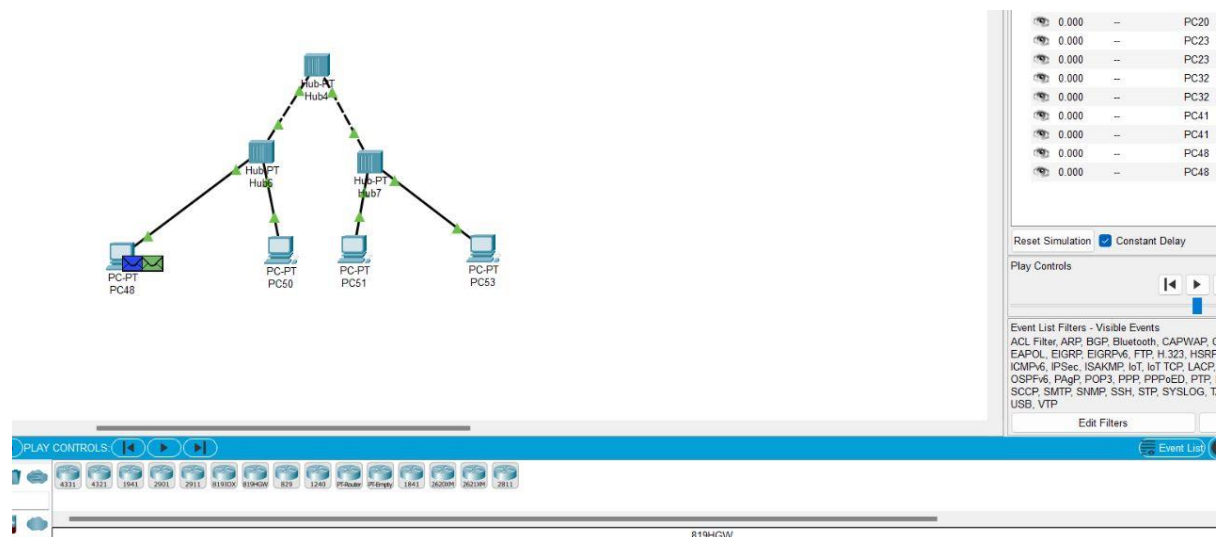 Hub-PT
Hub4
Hub-PT
Hub-PT
Hub7
PC-PT
PC48
PC-PT
PC50
PC-PT
PC51
PC-PT
PC53
0.000 -- PC20
0.000 -- PC23
0.000 -- PC23
0.000 -- PC32
0.000 -- PC32
0.000 -- PC41
0.000 -- PC41
0.000 -- PC48
0.000 -- PC48
Reset Simulation Constant Delay
Play Controls
Event List Filters - Visible Events
ACL Filter, ARP, BGP, Bluetooth, CAPWAP,
EAPOL, EIGRP, EIGRPv6, FTP, H.323, HSRP
ICMPv6, IPSec, ISAKMP, IoT, IoT TCP, LACP,
OSPFv6, PAgP, POP3, PPP, PPPoED, PTP,
SCCP, SMTP, SNMP, SSH, STP, SYSLOG,
USB, VTP
Edit Filters
PLAY CONTROLS:
Event List
4331 4321 1941 2901 2911 819IOX 819HGW 829 1240 PT-Router PT-Empty 1841 2620XM 2621XM 2811
819HGW